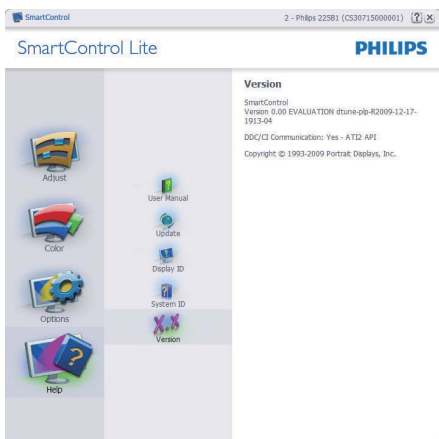 SmartControl
2 - Philips 225B1 (CS30715000001)
?
SmartControl Lite
PHILIPS
Adjust
Color
Options
Help
User Manual
Update
Display ID
System ID
X.X
Version
Version
SmartControl
Version 0.00 EVALUATION dtune-plp-R2009-12-17-
1913-04
DDC/CI Communication: Yes - ATI2 API
Copyright © 1993-2009 Portrait Displays, Inc.